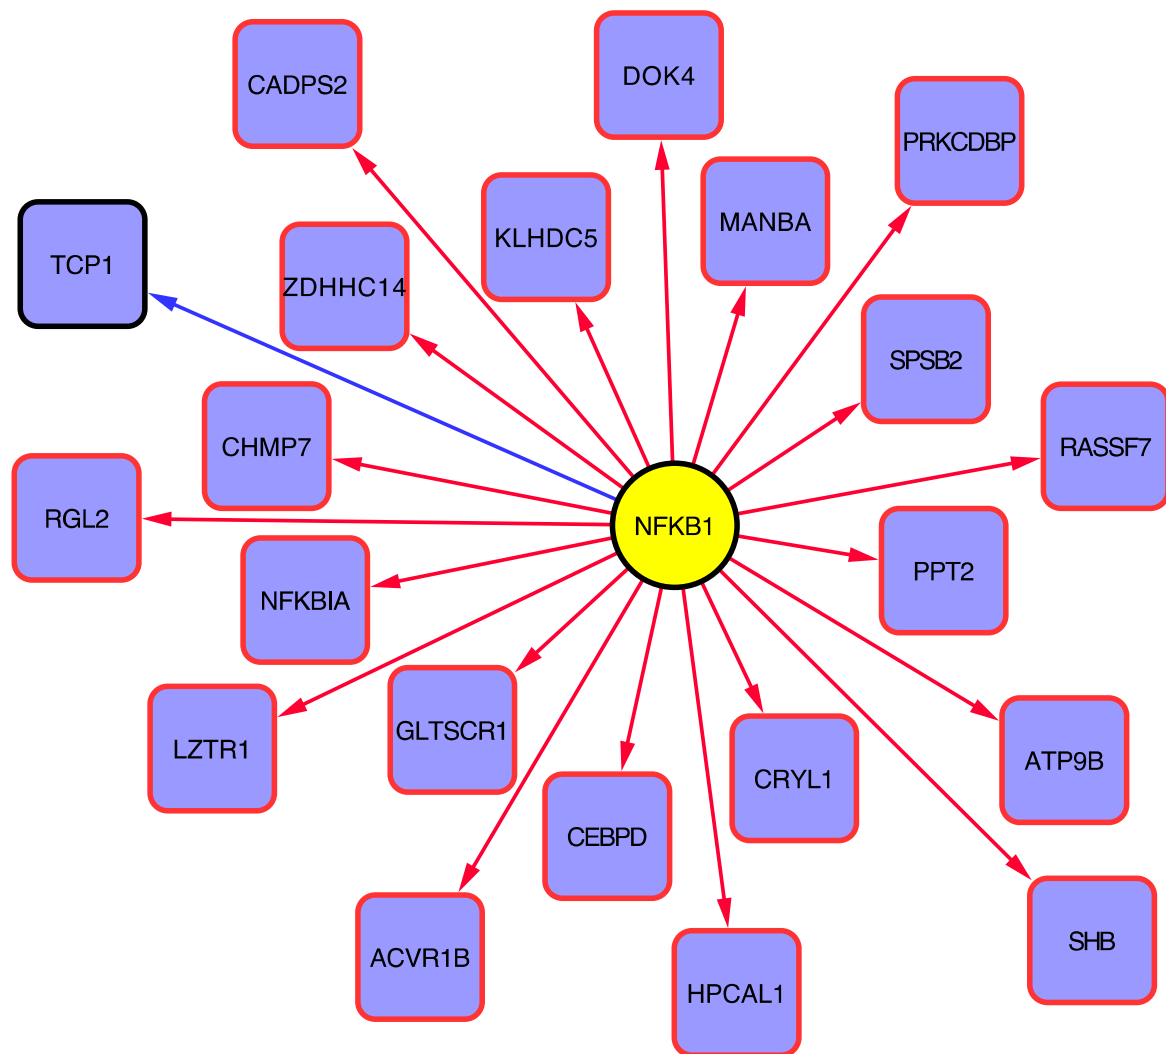 DOK4
CADPS2
PRKCDBP
MANBA
KLHDC5
TCP1
ZDHHC14
SPSB2
CHMP7
RASSF7
RGL2
NFKB1
PPT2
NFKBIA
GLTSCR1
LZTR1
ATP9B
CRYL1
CEBPD
SHB
ACVR1B
HPCAL1